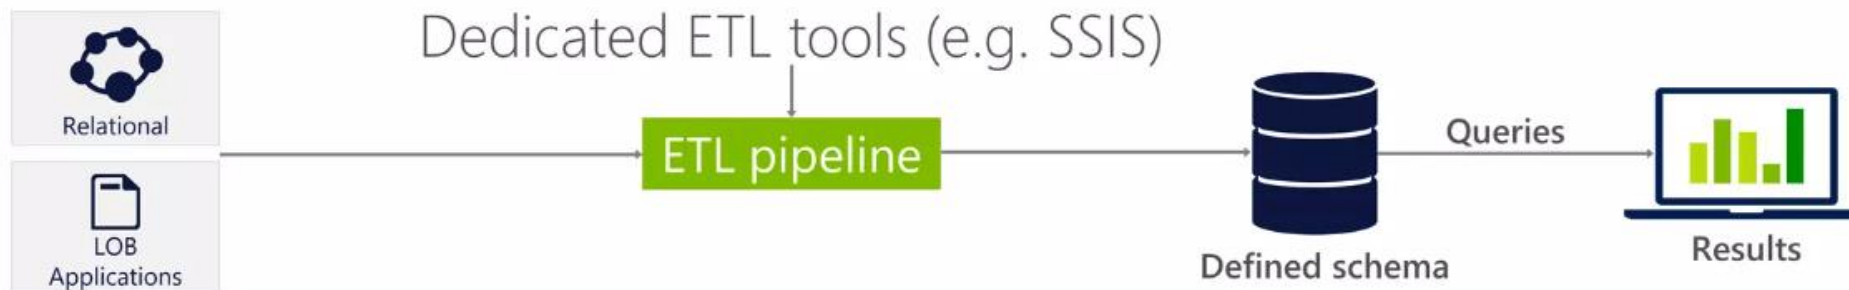 Dedicated ETL tools (e.g. SSIS)
Relational
ETL pipeline
Queries
LOB
Applications
Defined schema
Results